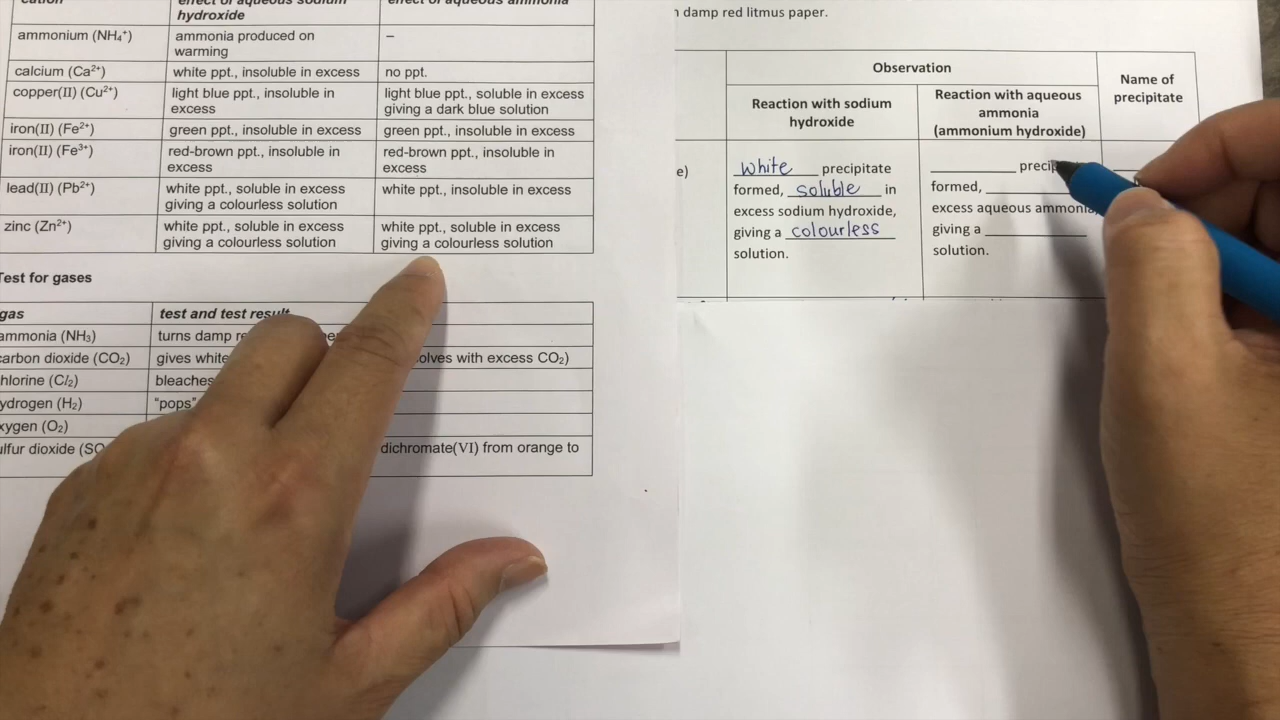 effect of aqueous sodium
hydroxide
effect of aqueous ammonia
ammonium (NH₄⁺)
ammonia produced on
warming
–
calcium (Ca²⁺)
white ppt., insoluble in excess
no ppt.
copper(II) (Cu²⁺)
light blue ppt., insoluble in
excess
light blue ppt., soluble in excess
giving a dark blue solution
iron(II) (Fe²⁺)
green ppt., insoluble in excess
green ppt., insoluble in excess
iron(II) (Fe³⁺)
red-brown ppt., insoluble in
excess
red-brown ppt., insoluble in
excess
lead(II) (Pb²⁺)
white ppt., soluble in excess
giving a colourless solution
white ppt., insoluble in excess
zinc (Zn²⁺)
white ppt., soluble in excess
giving a colourless solution
white ppt., soluble in excess
giving a colourless solution
Test for gases
gas
test and test result
ammonia (NH₃)
turns damp
carbon dioxide (CO₂)
gives white
olves with excess CO₂)
hlorine (Cl₂)
bleaches
ydrogen (H₂)
“pops”
xygen (O₂)
ulfur dioxide (SO
dichromate(VI) from orange to
damp red litmus paper.
Observation
Name of
precipitate
Reaction with sodium
hydroxide
Reaction with aqueous
ammonia
(ammonium hydroxide)
e)
white precipitate
formed, soluble in
excess sodium hydroxide,
giving a colourless
solution.
________ precip
formed, ________
excess aqueous ammonia,
giving a ________
solution.